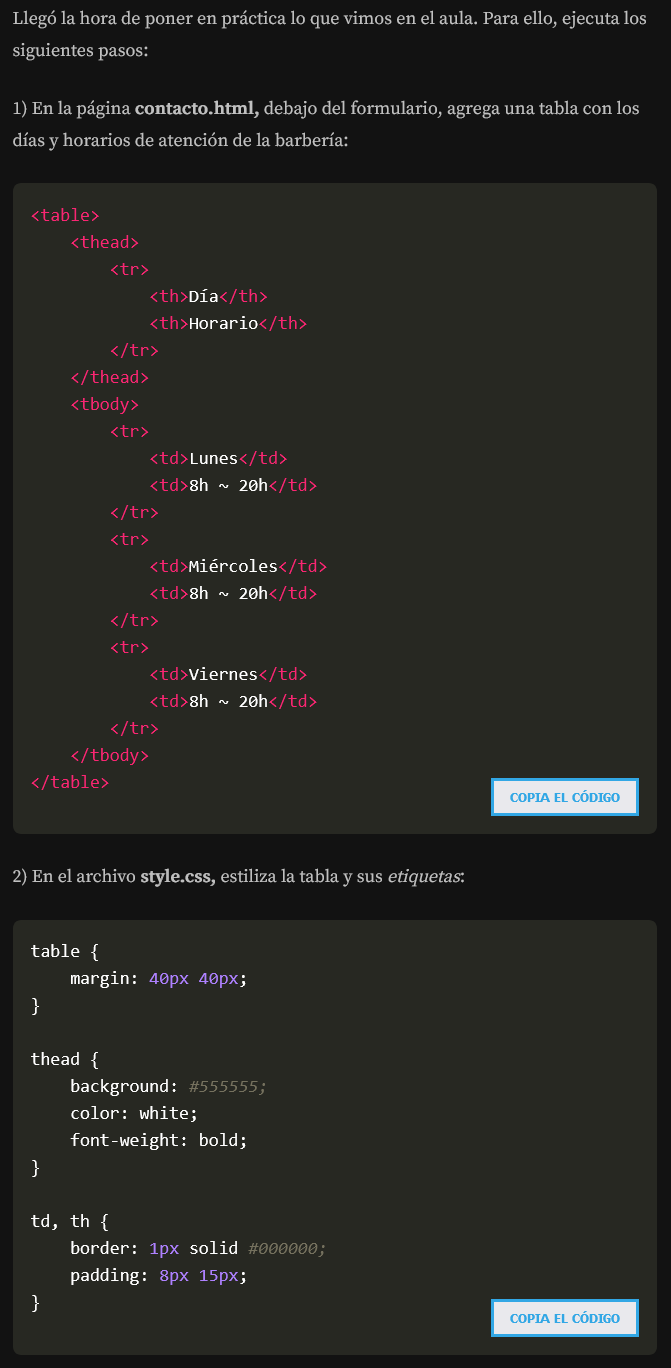 Llegó la hora de poner en práctica lo que vimos en el aula. Para ello, ejecuta los
siguientes pasos:
1) En la página contacto.html, debajo del formulario, agrega una tabla con los
días y horarios de atención de la barbería:
<table>
    <thead>
        <tr>
            <th>Día</th>
            <th>Horario</th>
        </tr>
    </thead>
    <tbody>
        <tr>
            <td>Lunes</td>
            <td>8h ~ 20h</td>
        </tr>
        <tr>
            <td>Miércoles</td>
            <td>8h ~ 20h</td>
        </tr>
        <tr>
            <td>Viernes</td>
            <td>8h ~ 20h</td>
        </tr>
    </tbody>
</table>
COPIA EL CÓDIGO
2) En el archivo style.css, estiliza la tabla y sus etiquetas:
table {
    margin: 40px 40px;
}
thead {
    background: #555555;
    color: white;
    font-weight: bold;
}
td, th {
    border: 1px solid #000000;
    padding: 8px 15px;
}
COPIA EL CÓDIGO